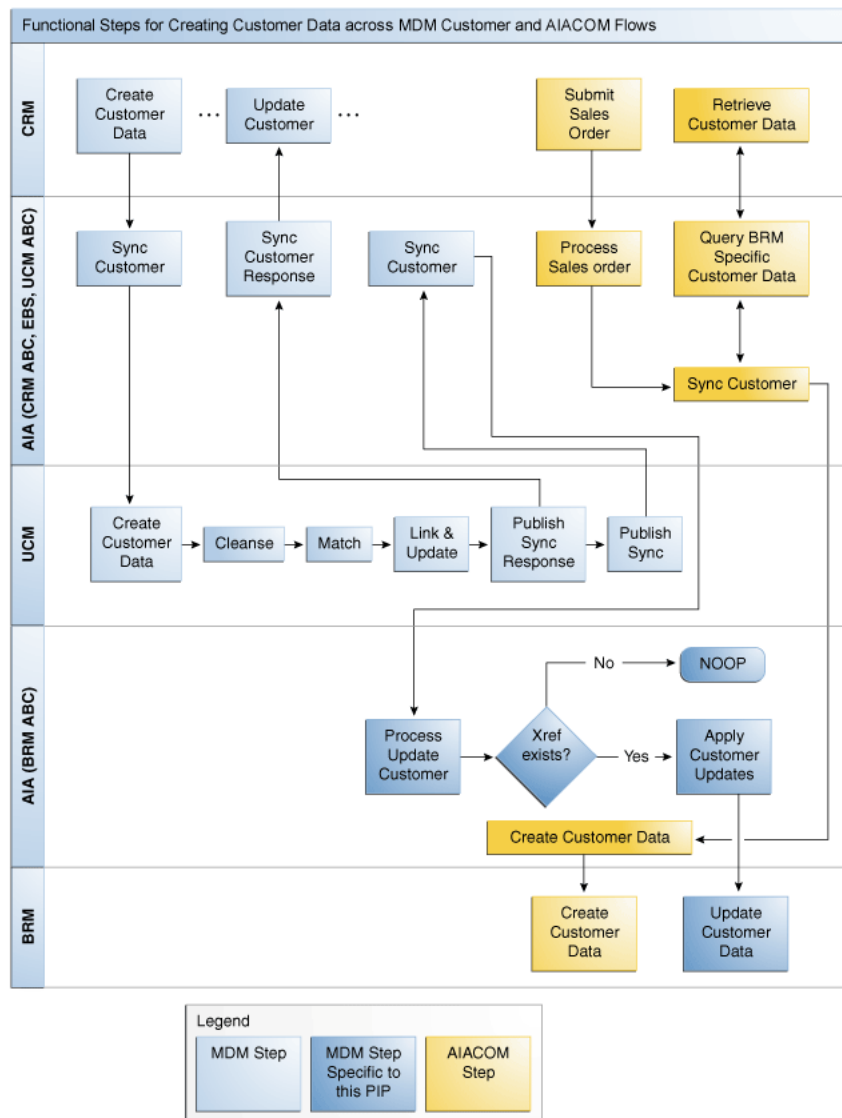 Functional Steps for Creating Customer Data across MDM Customer and AIACOM Flows
CRM
Create
Customer
Data
...
Update
Customer
...
Submit
Sales
Order
Retrieve
Customer Data
AIA (CRM ABC, EBS, UCM ABC)
Sync
Customer
Sync
Customer
Response
Sync
Customer
Process
Sales order
Query BRM
Specific
Customer Data
Sync Customer
UCM
Create
Customer
Data
Cleanse
Match
Link &
Update
Publish
Sync
Response
Publish
Sync
AIA (BRM ABC)
No
NOOP
Process
Update
Customer
Xref
exists?
Yes
Apply
Customer
Updates
Create Customer Data
BRM
Create
Customer
Data
Update
Customer
Data
Legend
MDM Step
MDM Step
Specific to
this PIP
AIACOM
Step